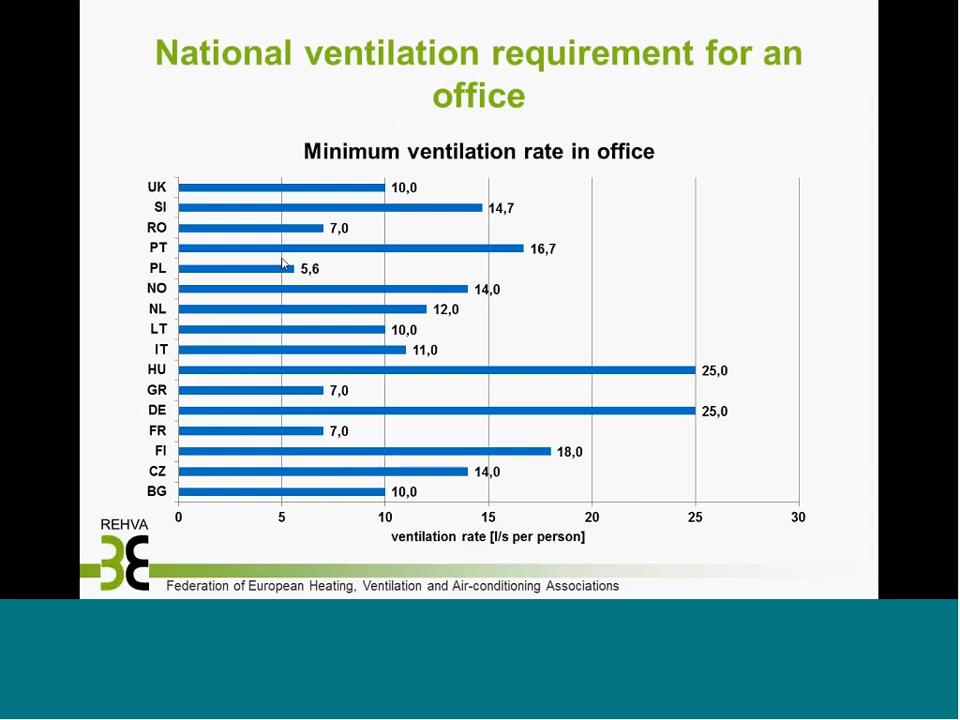 National ventilation requirement for an
office
Minimum ventilation rate in office
UK 10,0
SI 14,7
RO 7,0
PT 16,7
PL 5,6
NO 14,0
NL 12,0
LT 10,0
IT 11,0
HU 25,0
GR 7,0
DE 25,0
FR 7,0
FI 18,0
CZ 14,0
BG 10,0
0 5 10 15 20 25 30
ventilation rate [l/s per person]
REHVA
Federation of European Heating, Ventilation and Air-conditioning Associations